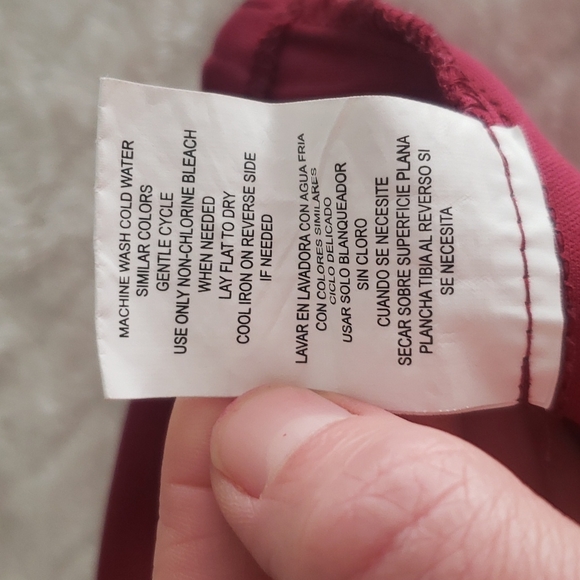 MACHINE WASH COLD WATER
SIMILAR COLORS
GENTLE CYCLE
USE ONLY NON-CHLORINE BLEACH
WHEN NEEDED
LAY FLAT TO DRY
COOL IRON ON REVERSE SIDE
IF NEEDED
LAVAR EN LAVADORA CON AGUA FRIA
CON COLORES SIMILARES
CICLO DELICADO
USAR SOLO BLANQUEADOR
SIN CLORO
CUANDO SE NECESITE
SECAR SOBRE SUPERFICIE PLANA
PLANCHA TIBIA AL REVERSO SI
SE NECESITA